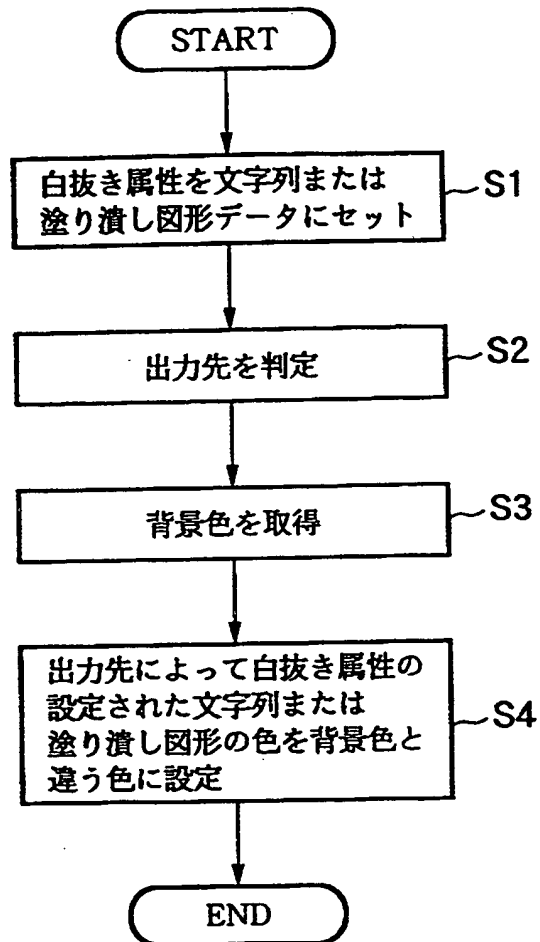 START
白抜き属性を文字列または
塗り潰し図形データにセット
S1
出力先を判定
S2
背景色を取得
S3
出力先によって白抜き属性の
設定された文字列または
塗り潰し図形の色を背景色と
違う色に設定
S4
END